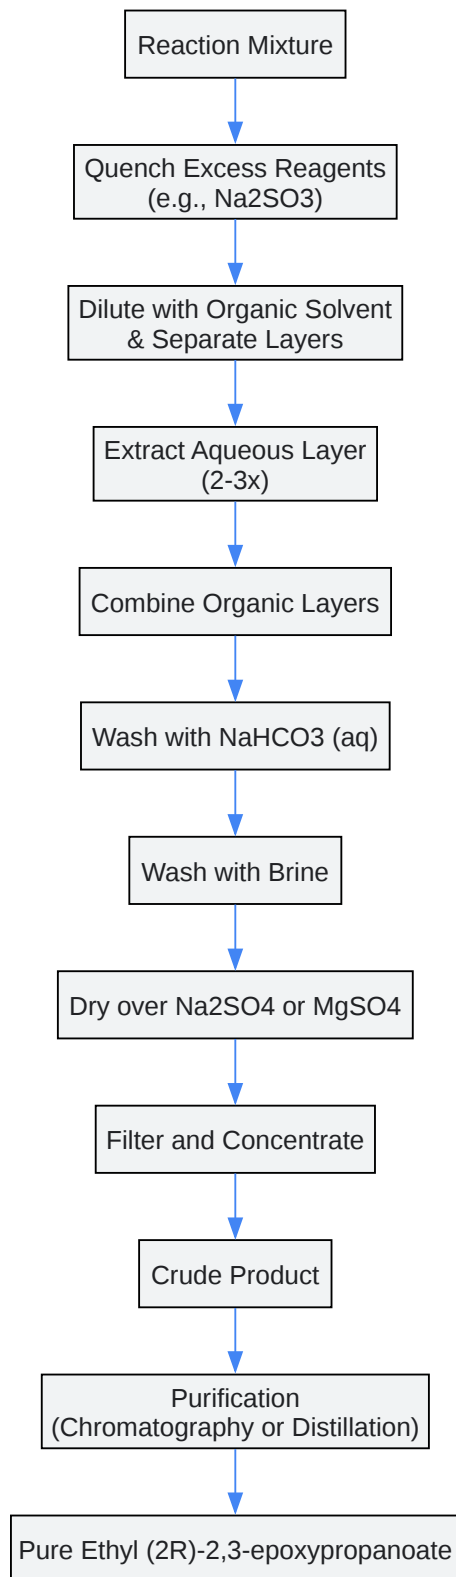 Reaction Mixture
Quench Excess Reagents
(e.g., Na2SO3)
Dilute with Organic Solvent
& Separate Layers
Extract Aqueous Layer
(2-3x)
Combine Organic Layers
Wash with NaHCO3 (aq)
Wash with Brine
Dry over Na2SO4 or MgSO4
Filter and Concentrate
Crude Product
Purification
(Chromatography or Distillation)
Pure Ethyl (2R)-2,3-epoxypropanoate